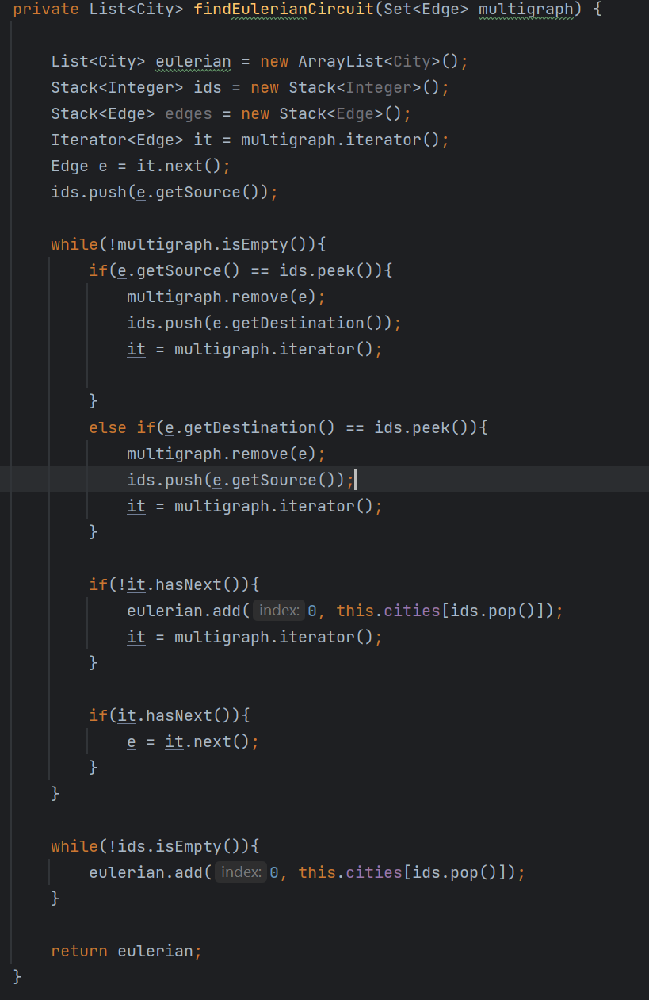 private List<City> findEulerianCircuit(Set<Edge> multigraph) {
List<City> eulerian = new ArrayList<City>();
Stack<Integer> ids = new Stack<Integer>();
Stack<Edge> edges = new Stack<Edge>();
Iterator<Edge> it = multigraph.iterator();
Edge e = it.next();
ids.push(e.getSource());
while(!multigraph.isEmpty()){
if(e.getSource() == ids.peek()){
multigraph.remove(e);
ids.push(e.getDestination());
it = multigraph.iterator();
}
else if(e.getDestination() == ids.peek()){
multigraph.remove(e);
ids.push(e.getSource());
it = multigraph.iterator();
}
if(!it.hasNext()){
eulerian.add( index: 0, this.cities[ids.pop()]);
it = multigraph.iterator();
}
if(it.hasNext()){
e = it.next();
}
}
while(!ids.isEmpty()){
eulerian.add( index: 0, this.cities[ids.pop()]);
}
return eulerian;
}